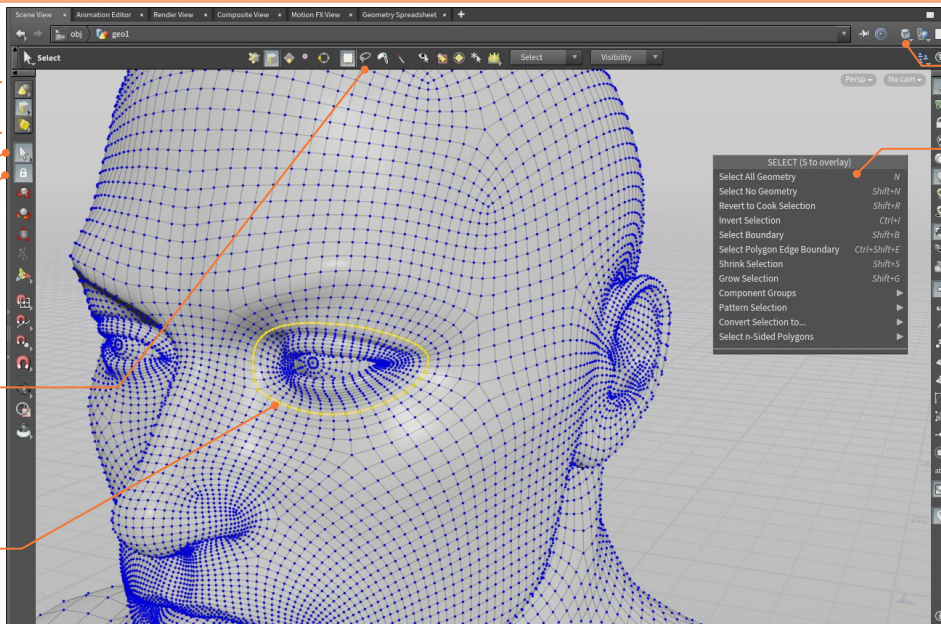 Scene View
Animation Editor
Render View
Composite View
Motion FX View
Geometry Spreadsheet
obj
geo1
Select
Select
Visibility
Persp
No cam
SELECT (S to overlay)
Select All Geometry N
Select No Geometry Shift+N
Revert to Cook Selection Shift+R
Invert Selection Ctrl+I
Select Boundary Shift+B
Select Polygon Edge Boundary Ctrl+Shift+E
Shrink Selection Shift+S
Grow Selection Shift+G
Component Groups
Pattern Selection
Convert Selection to...
Select n-Sided Polygons